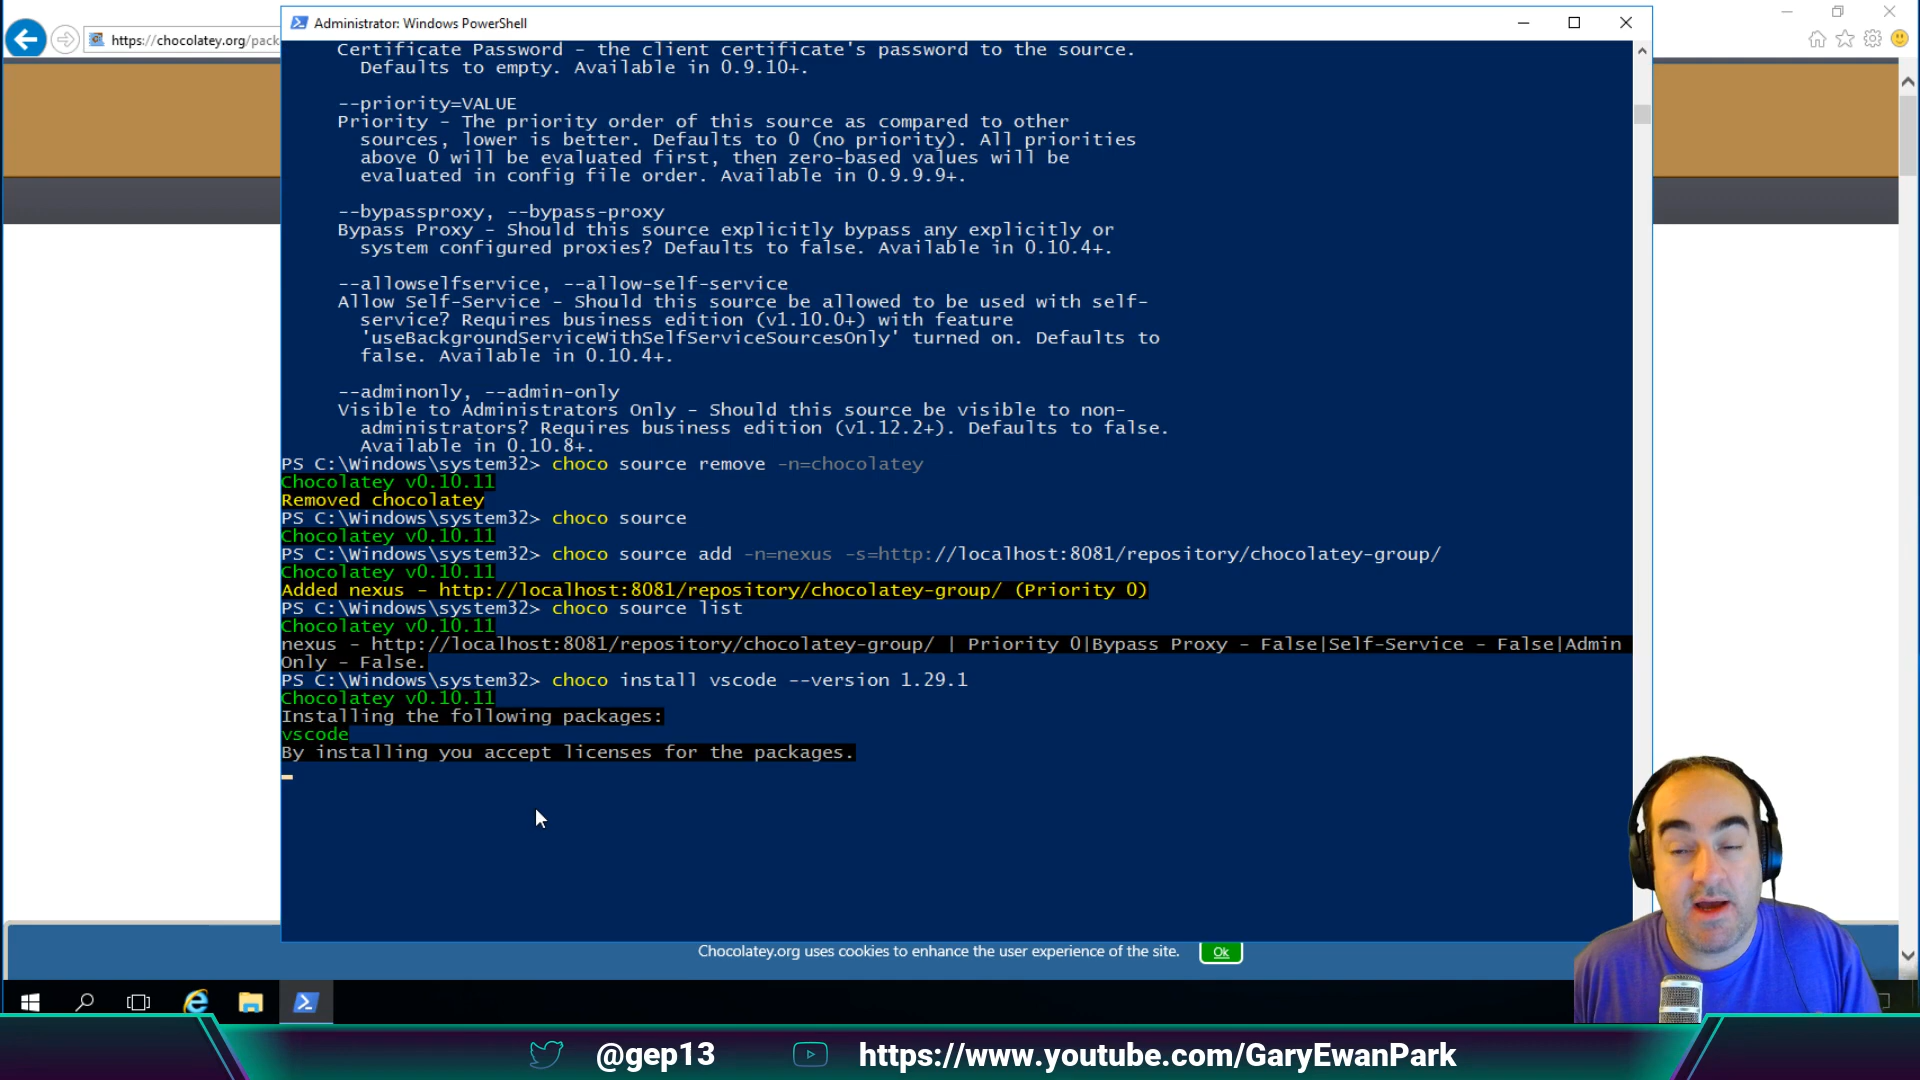 https://chocolatey.org/pack
Administrator: Windows PowerShell
Certificate Password - the client certificate's password to the source.
Defaults to empty. Available in 0.9.10+.
--priority=VALUE
Priority - The priority order of this source as compared to other
sources, lower is better. Defaults to 0 (no priority). All priorities
above 0 will be evaluated first, then zero-based values will be
evaluated in config file order. Available in 0.9.9.9+.
--bypassproxy, --bypass-proxy
Bypass Proxy - Should this source explicitly bypass any explicitly or
system configured proxies? Defaults to false. Available in 0.10.4+.
--allowselfservice, --allow-self-service
Allow Self-Service - Should this source be allowed to be used with self-
service? Requires business edition (v1.10.0+) with feature
'useBackgroundServiceWithSelfServiceSourcesOnly' turned on. Defaults to
false. Available in 0.10.4+.
--adminonly, --admin-only
Visible to Administrators Only - Should this source be visible to non-
administrators? Requires business edition (v1.12.2+). Defaults to false.
Available in 0.10.8+.
PS C:\Windows\system32> choco source remove -n=chocolatey
Chocolatey v0.10.11
Removed chocolatey
PS C:\Windows\system32> choco source
Chocolatey v0.10.11
PS C:\Windows\system32> choco source add -n=nexus -s=http://localhost:8081/repository/chocolatey-group/
Chocolatey v0.10.11
Added nexus - http://localhost:8081/repository/chocolatey-group/ (Priority 0)
PS C:\Windows\system32> choco source list
Chocolatey v0.10.11
nexus - http://localhost:8081/repository/chocolatey-group/ | Priority 0|Bypass Proxy - False|Self-Service - False|Admin
Only - False.
PS C:\Windows\system32> choco install vscode --version 1.29.1
Chocolatey v0.10.11
Installing the following packages:
vscode
By installing you accept licenses for the packages.
Chocolatey.org uses cookies to enhance the user experience of the site.
Ok
@gep13
https://www.youtube.com/GaryEwanPark